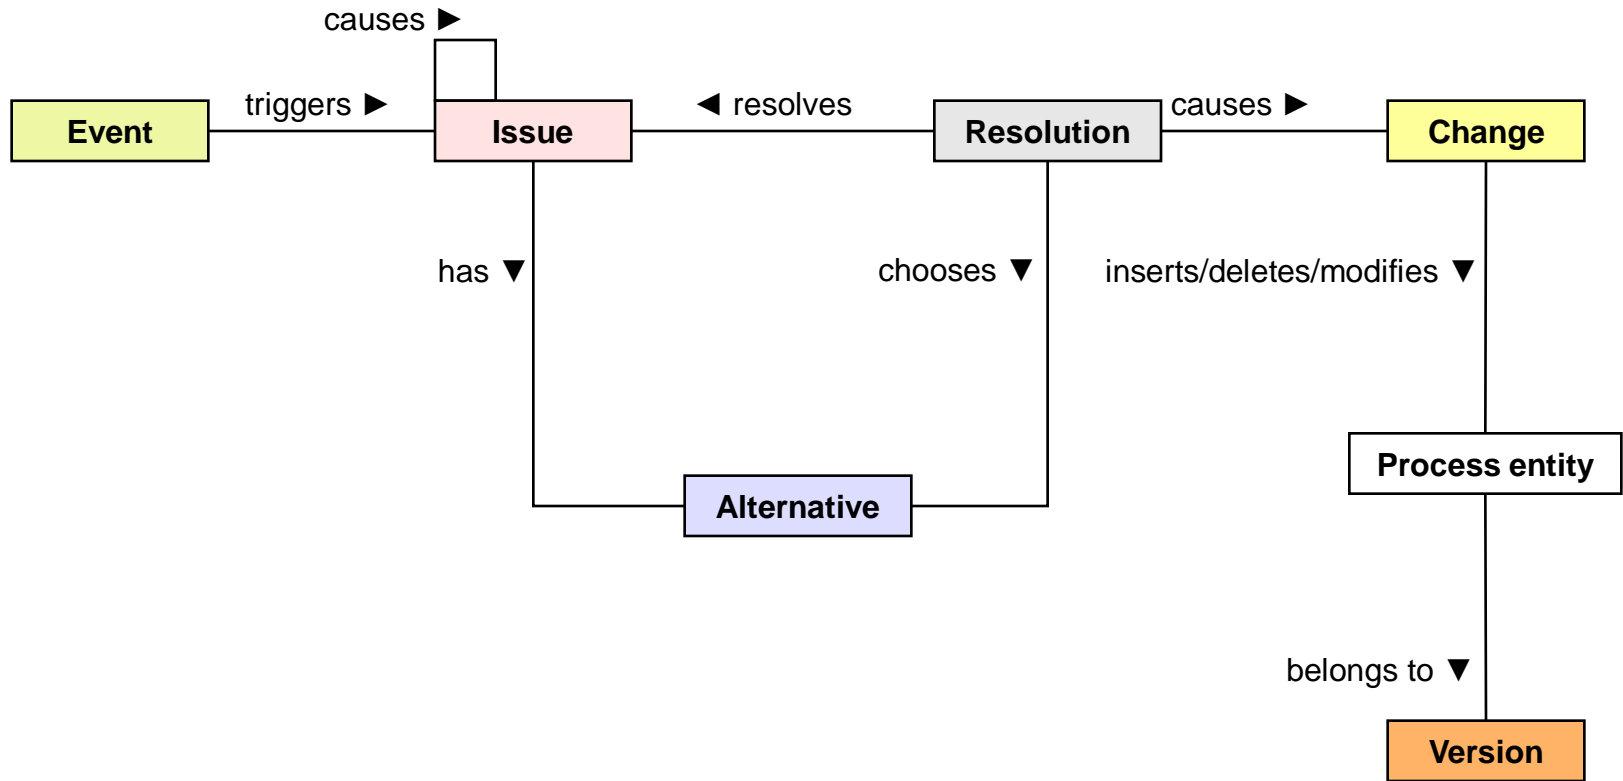 causes ►
triggers ►
◄ resolves
causes ►
Event
Issue
Resolution
Change
has ▼
chooses ▼
inserts/deletes/modifies ▼
Process entity
Alternative
belongs to ▼
Version